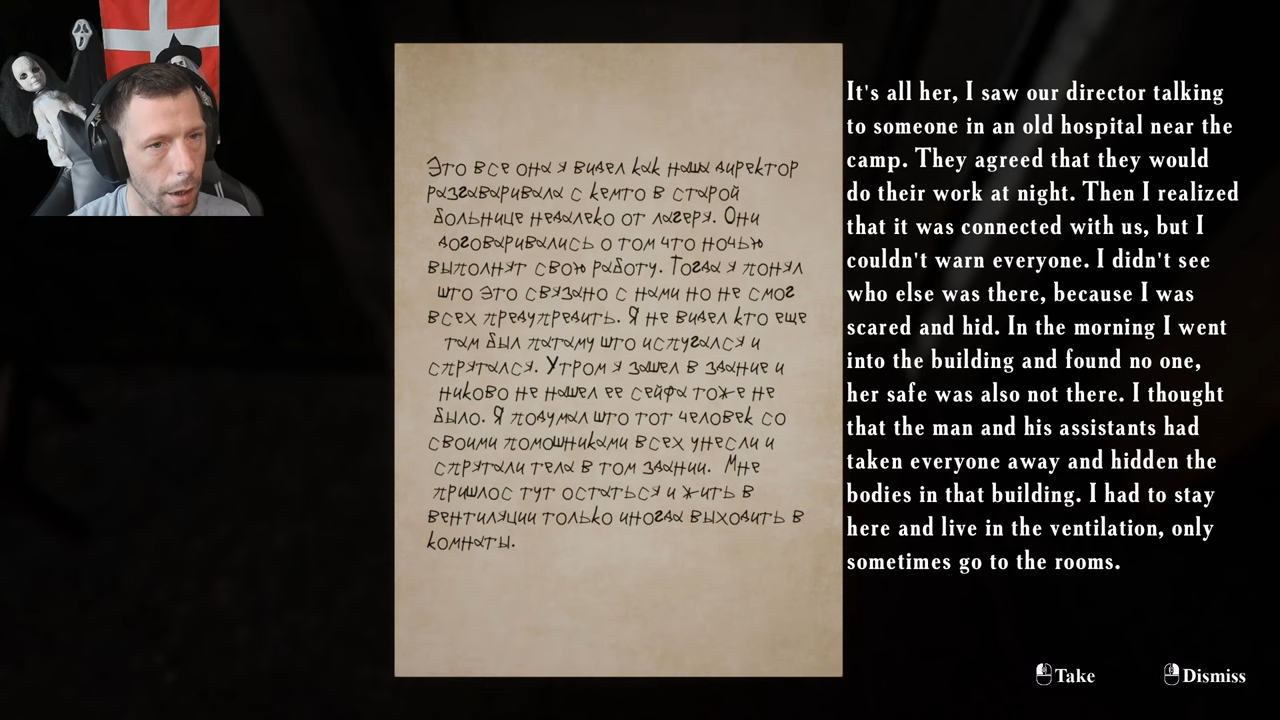 Это все она я видел как наша директор
разгаваривала с кемто в старой
больнице недалеко от лагеря. Они
договаривались о том что ночью
выполнят свою работу. Тогда я понял
што это связано с нами но не смог
всех предупредить. Я не видел кто еще
там был патаму што испугался и
спрятался. Утром я зашел в здание и
никово не нашел ее сейфа тоже не
было. Я подумал што тот человек со
своими помошниками всех унесли и
спрятали тела в том здании. Мне
пришлос тут остаться и жить в
вентиляции только иногда выходить в
комнаты.
It's all her, I saw our director talking
to someone in an old hospital near the
camp. They agreed that they would
do their work at night. Then I realized
that it was connected with us, but I
couldn't warn everyone. I didn't see
who else was there, because I was
scared and hid. In the morning I went
into the building and found no one,
her safe was also not there. I thought
that the man and his assistants had
taken everyone away and hidden the
bodies in that building. I had to stay
here and live in the ventilation, only
sometimes go to the rooms.
Take
Dismiss